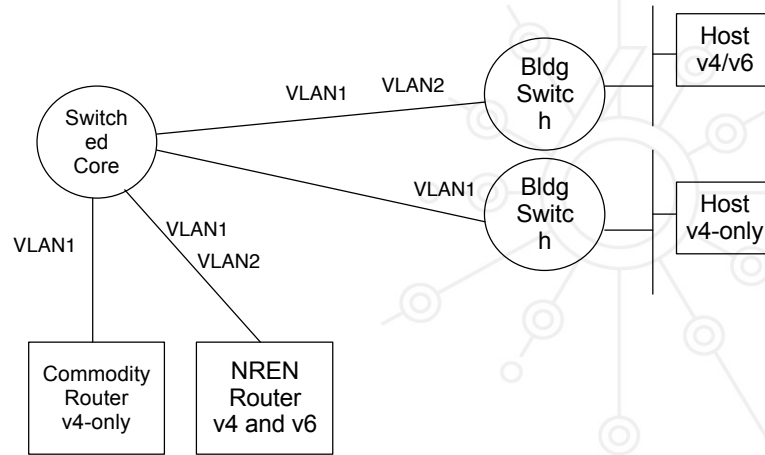 Host
v4/v6
Bldg
Switc
h
VLAN1
VLAN2
Switch
ed
Core
VLAN1
Bldg
Switc
h
Host
v4-only
VLAN1
VLAN1
VLAN2
Commodity
Router
v4-only
NREN
Router
v4 and v6